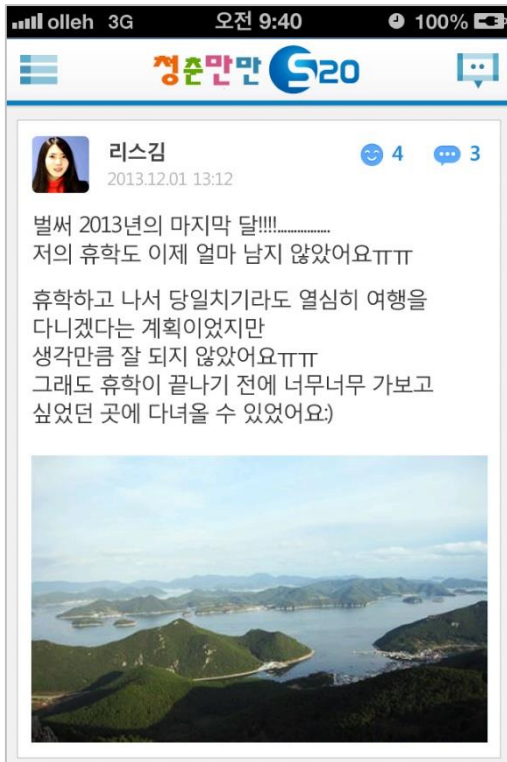 olleh 3G 오전 9:40 100%
청춘만만 S20
리스김 4 3
2013.12.01 13:12
벌써 2013년의 마지막 달!!!!................
저의 휴학도 이제 얼마 남지 않았어요ㅠㅠ
휴학하고 나서 당일치기라도 열심히 여행을
다니겠다는 계획이었지만
생각만큼 잘 되지 않았어요ㅠㅠ
그래도 휴학이 끝나기 전에 너무너무 가보고
싶었던 곳에 다녀올 수 있었어요:)